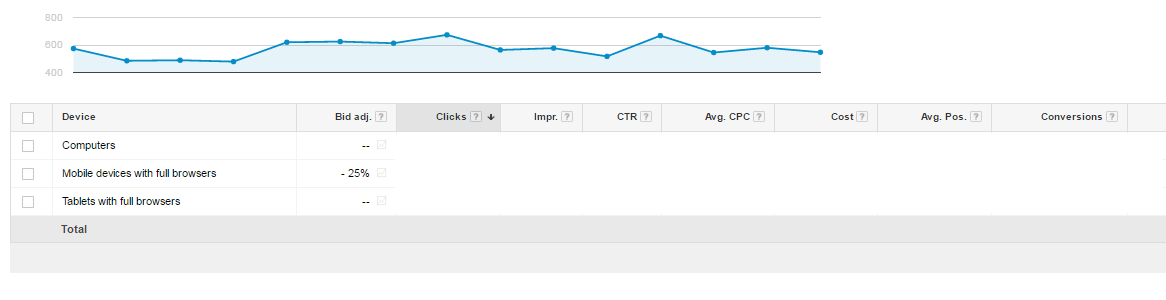 800
600
400
Device Bid adj. ? Clicks ? Impr. ? CTR ? Avg. CPC ? Cost ? Avg. Pos. ? Conversions ?
Computers --
Mobile devices with full browsers - 25%
Tablets with full browsers --
Total